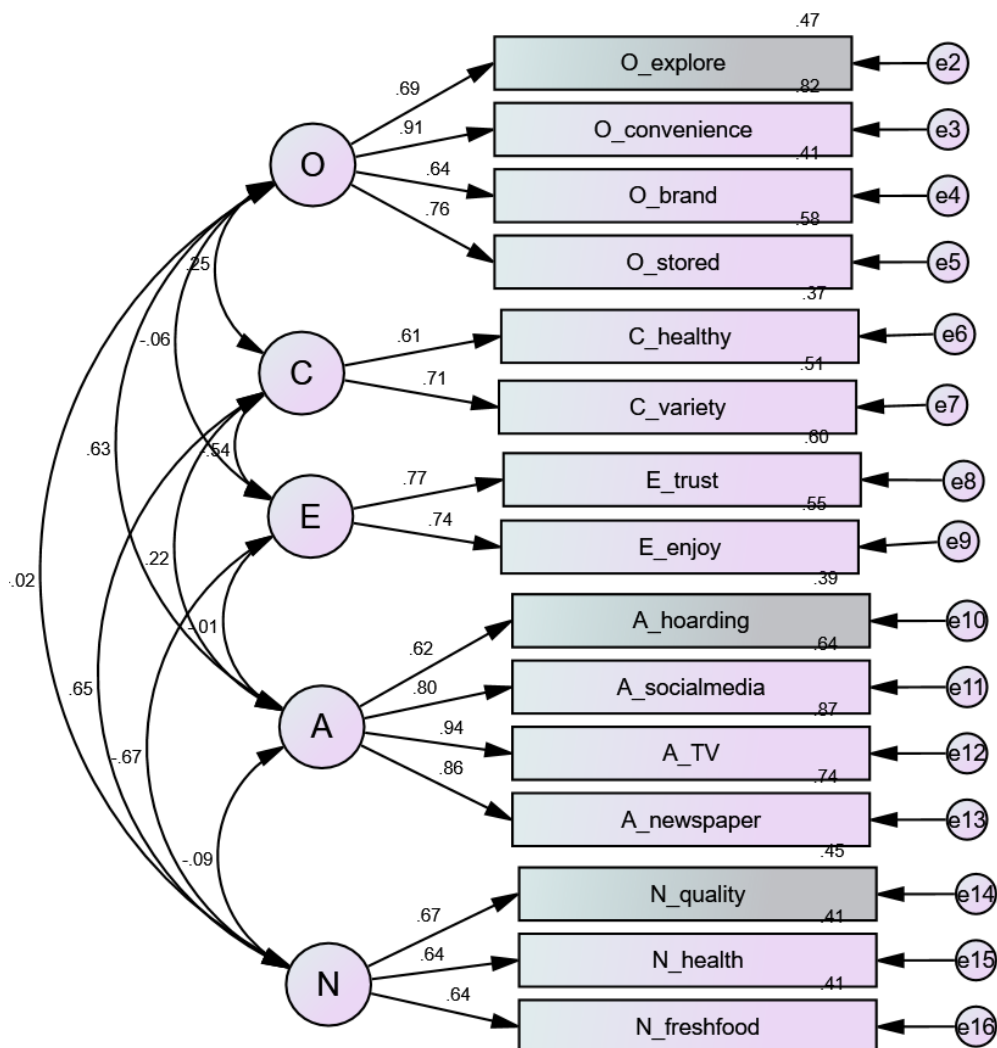 .47
O_explore
e2
.69
.82
O_convenience
e3
.91
.41
O_brand
e4
O
.64
.58
O_stored
e5
.76
.25
.37
C_healthy
e6
-.06
.61
.51
C_variety
e7
C
.71
.60
E_trust
e8
.63
-.54
.77
.55
E_enjoy
e9
E
.74
.39
A_hoarding
e10
-.02
.22
-.01
.62
.64
A_socialmedia
e11
.65
.80
.87
A_TV
e12
A
.94
.74
A_newspaper
e13
-.67
.86
.45
N_quality
e14
-.09
.67
.41
N_health
e15
N
.64
.41
N_freshfood
e16
.64